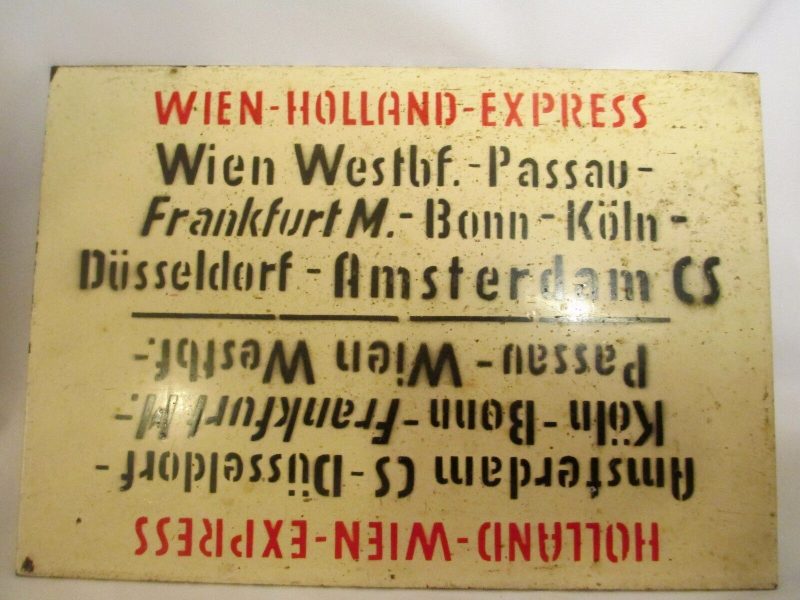 WIEN-HOLLAND-EXPRESS
Wien Westbf.-Passau-
Frankfurt M.-Bonn-Köln-
Düsseldorf-Amsterdam CS
HOLLAND-WIEN-EXPRESS
Amsterdam CS-Düsseldorf-
Köln-Bonn-Frankfurt M.-
Passau-Wien Westbf.-